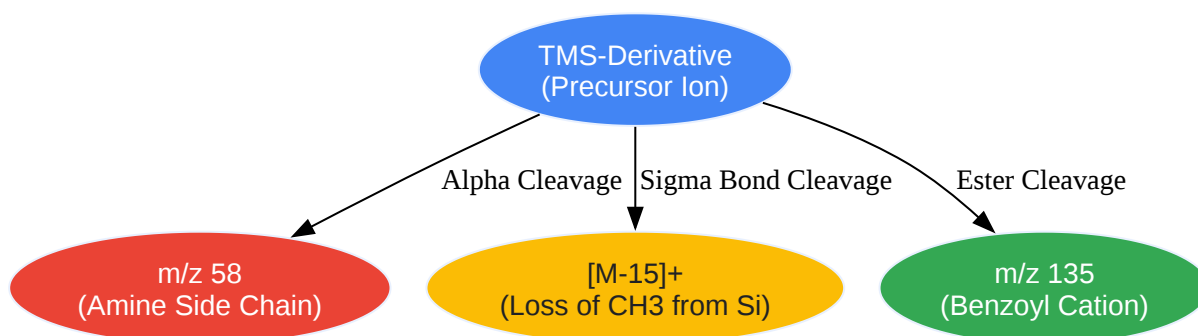 TMS-Derivative
(Precursor Ion)
Alpha Cleavage
Sigma Bond Cleavage
Ester Cleavage
m/z 58
(Amine Side Chain)
[M-15]+
(Loss of CH3 from Si)
m/z 135
(Benzoyl Cation)